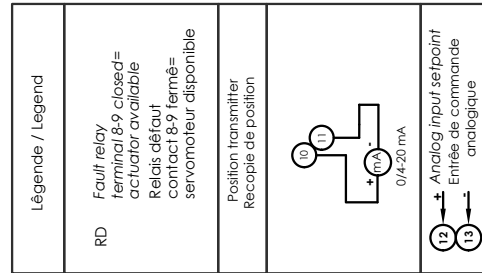 Légende / Legend
RD Fault relay
terminal 8-9 closed=
actuator available
Relais défaut
contact 8-9 fermé=
servomoteur disponible
Position transmitter
Recopie de position
10 11
+ mA -
0/4-20 mA
12 + Analog input setpoint
Entrée de commande
13 - analogique